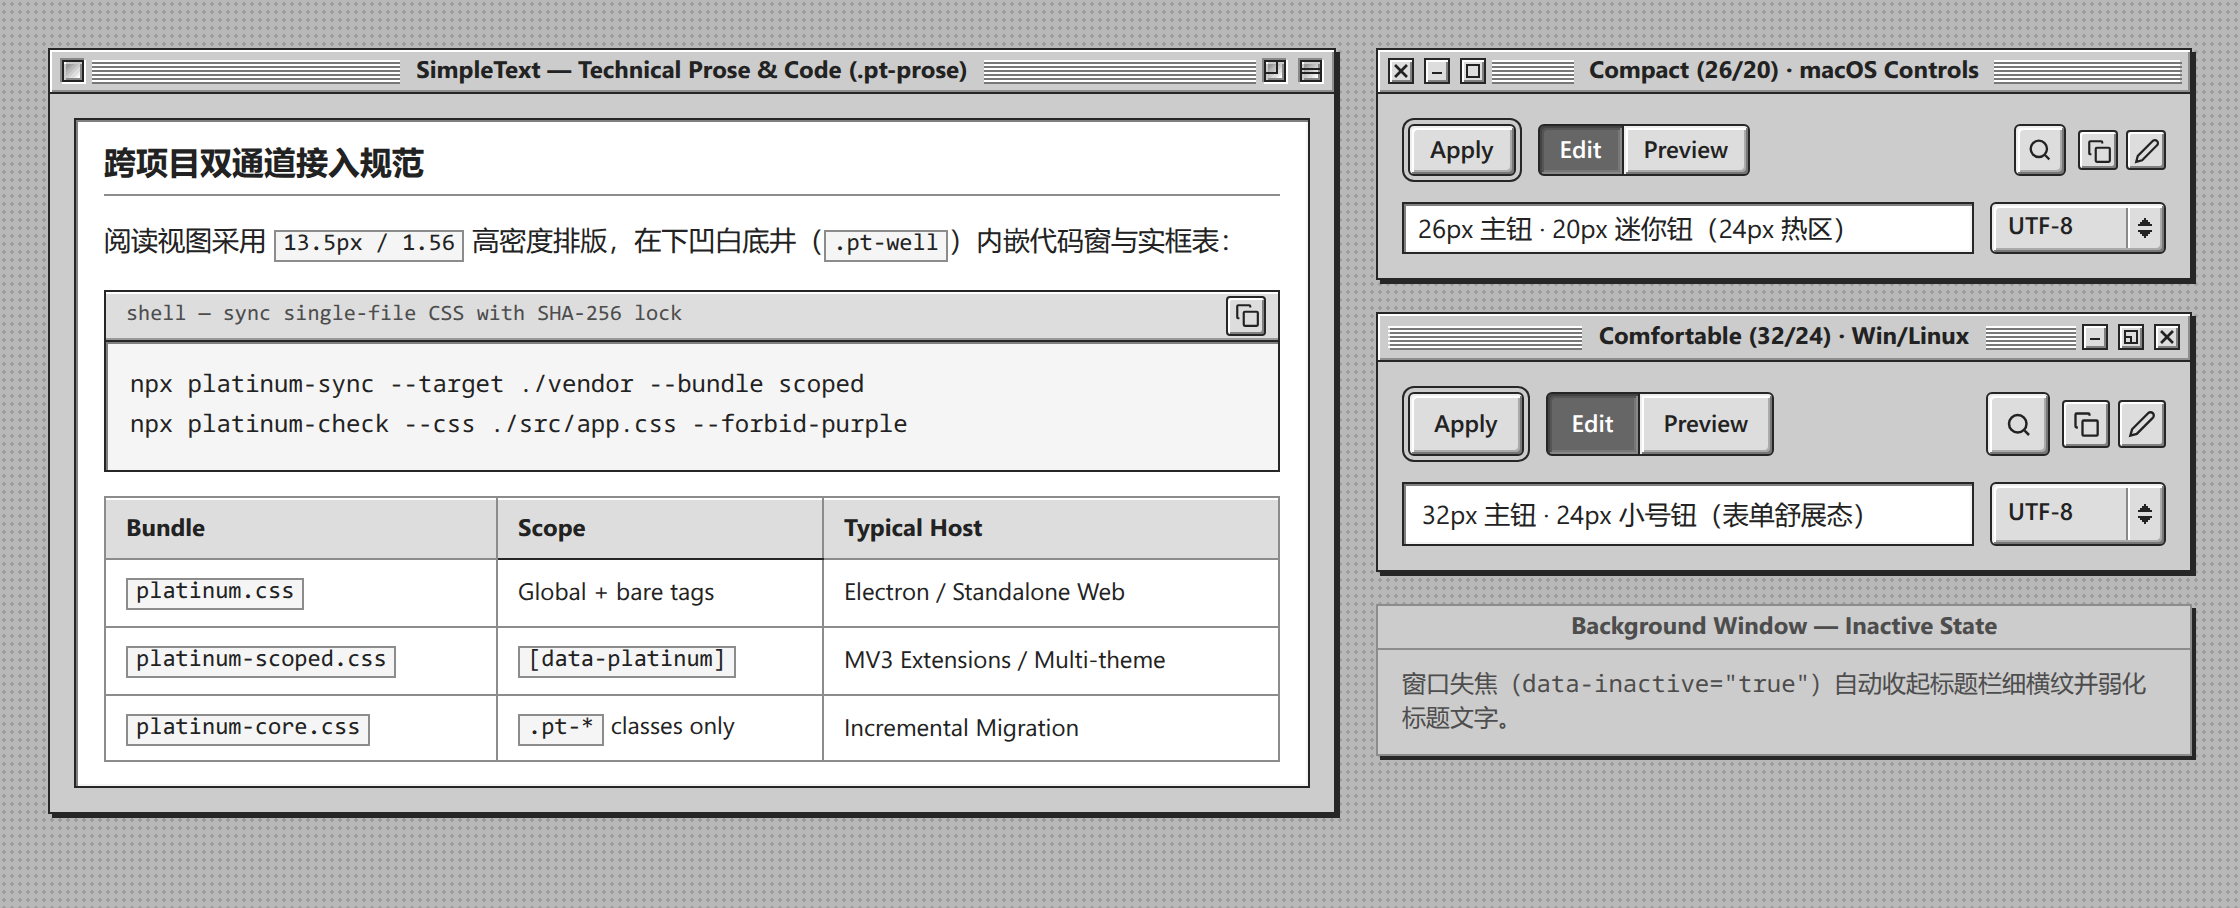 SimpleText — Technical Prose & Code (.pt-prose)
跨项目双通道接入规范
阅读视图采用 13.5px / 1.56 高密度排版，在下凹白底井（.pt-well）内嵌代码窗与实框表：
shell — sync single-file CSS with SHA-256 lock
npx platinum-sync --target ./vendor --bundle scoped
npx platinum-check --css ./src/app.css --forbid-purple
Bundle Scope Typical Host
platinum.css Global + bare tags Electron / Standalone Web
platinum-scoped.css [data-platinum] MV3 Extensions / Multi-theme
platinum-core.css .pt-* classes only Incremental Migration
Compact (26/20) · macOS Controls
Apply Edit Preview
26px 主钮 · 20px 迷你钮（24px 热区） UTF-8
Comfortable (32/24) · Win/Linux
Apply Edit Preview
32px 主钮 · 24px 小号钮（表单舒展态） UTF-8
Background Window — Inactive State
窗口失焦（data-inactive="true"）自动收起标题栏细横纹并弱化
标题文字。